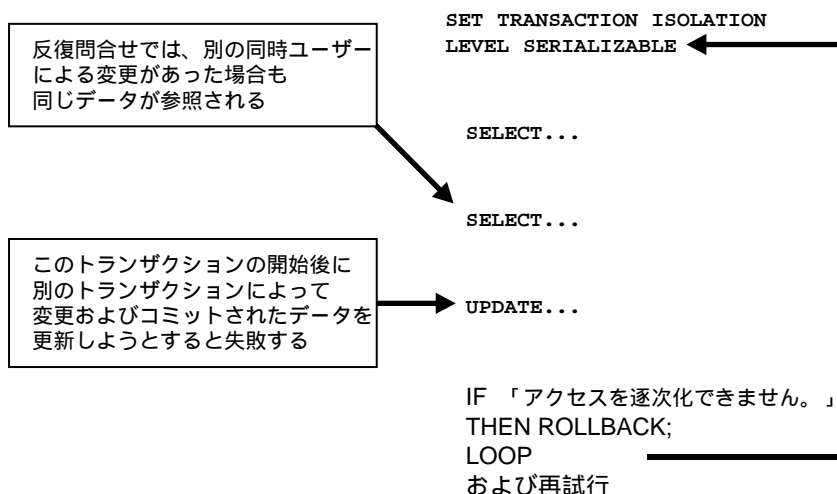 SET TRANSACTION ISOLATION
LEVEL SERIALIZABLE
反復問合せでは、別の同時ユーザー
による変更があった場合も
同じデータが参照される
SELECT...
SELECT...
このトランザクションの開始後に
別のトランザクションによって
変更およびコミットされたデータを
更新しようとすると失敗する
UPDATE...
IF 「アクセスを逐次化できません。」
THEN ROLLBACK;
LOOP
および再試行